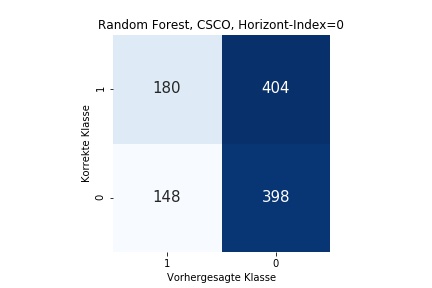 Random Forest, CSCO, Horizont-Index=0
Korrekte Klasse
1
180
404
0
148
398
1
0
Vorhergesagte Klasse